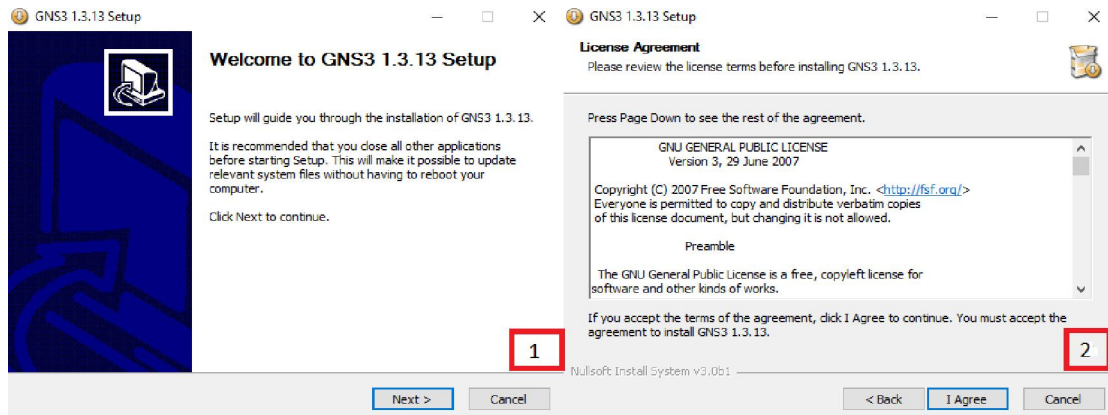 GNS3 1.3.13 Setup
Welcome to GNS3 1.3.13 Setup
Setup will guide you through the installation of GNS3 1.3.13.
It is recommended that you close all other applications
before starting Setup. This will make it possible to update
relevant system files without having to reboot your
computer.
Click Next to continue.
1
Next >
Cancel
GNS3 1.3.13 Setup
License Agreement
Please review the license terms before installing GNS3 1.3.13.
Press Page Down to see the rest of the agreement.
GNU GENERAL PUBLIC LICENSE
Version 3, 29 June 2007
Copyright (C) 2007 Free Software Foundation, Inc. <http://fsf.org/>
Everyone is permitted to copy and distribute verbatim copies
of this license document, but changing it is not allowed.
Preamble
The GNU General Public License is a free, copyleft license for
software and other kinds of works.
If you accept the terms of the agreement, click I Agree to continue. You must accept the
agreement to install GNS3 1.3.13.
2
Nullsoft Install System v3.0b1
< Back
I Agree
Cancel